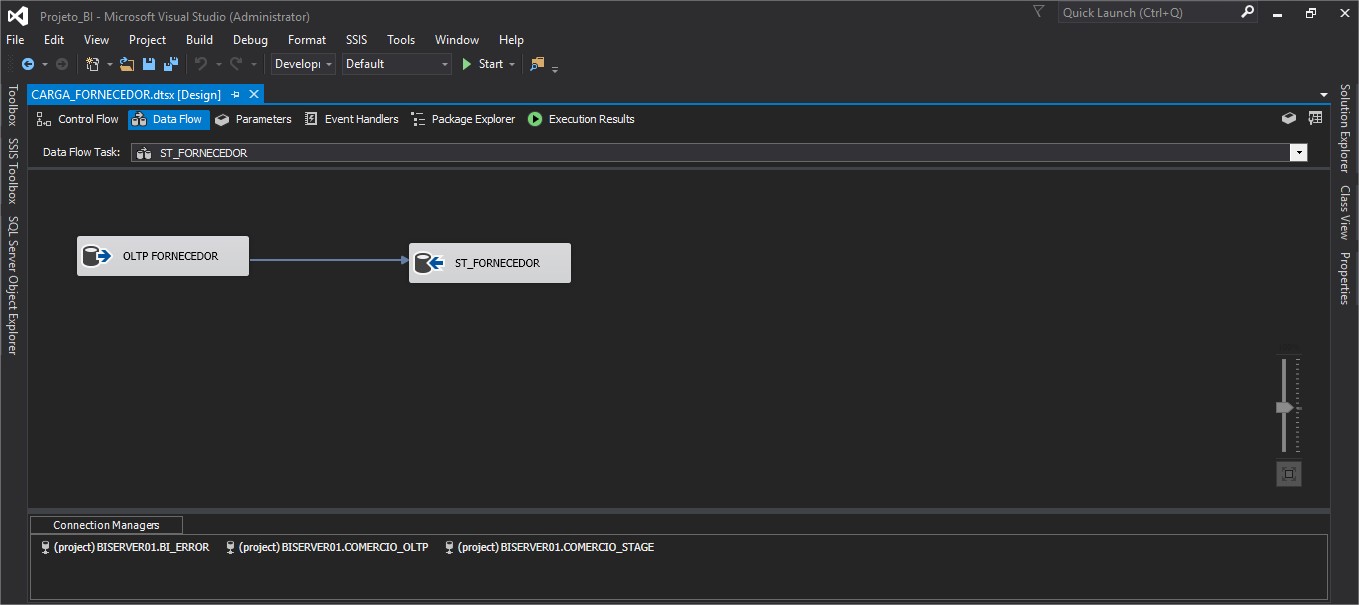 Projeto_BI - Microsoft Visual Studio (Administrator)
Quick Launch (Ctrl+Q)
File Edit View Project Build Debug Format SSIS Tools Window Help
Develop Default Start
CARGA_FORNECEDOR.dtsx [Design]
Control Flow Data Flow Parameters Event Handlers Package Explorer Execution Results
Data Flow Task: ST_FORNECEDOR
OLTP FORNECEDOR
ST_FORNECEDOR
Connection Managers
(project) BISERVER01.BI_ERROR (project) BISERVER01.COMERCIO_OLTP (project) BISERVER01.COMERCIO_STAGE
Toolbox
SSIS Toolbox
SQL Server Object Explorer
Solution Explorer
Class View
Properties